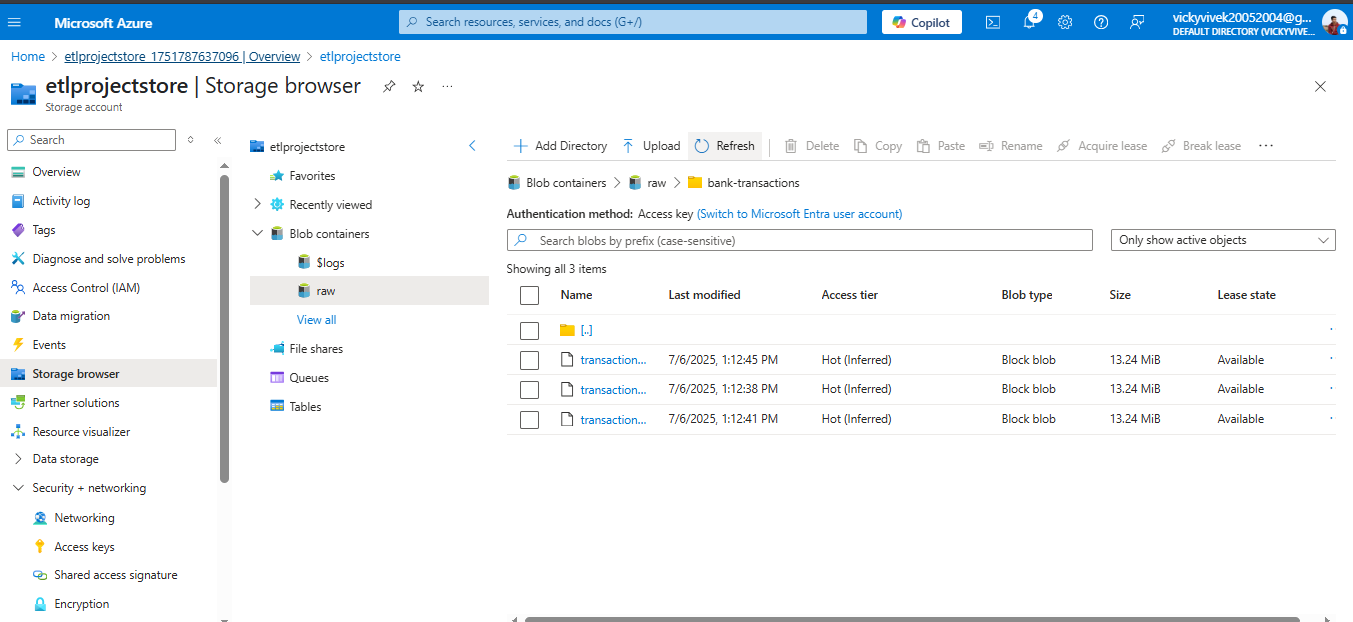 Microsoft Azure
Search resources, services, and docs (G+/)
Copilot
4
vickyvivek20052004@g...
DEFAULT DIRECTORY (VICKYVIVE...
Home > etlprojectstore_1751787637096 | Overview > etlprojectstore
etlprojectstore | Storage browser
Storage account
Search
Overview
Activity log
Tags
Diagnose and solve problems
Access Control (IAM)
Data migration
Events
Storage browser
Partner solutions
Resource visualizer
Data storage
Security + networking
Networking
Access keys
Shared access signature
Encryption
etlprojectstore
Favorites
Recently viewed
Blob containers
$logs
raw
View all
File shares
Queues
Tables
Add Directory Upload Refresh Delete Copy Paste Rename Acquire lease Break lease ...
Blob containers > raw > bank-transactions
Authentication method: Access key (Switch to Microsoft Entra user account)
Search blobs by prefix (case-sensitive)
Only show active objects
Showing all 3 items
Name Last modified Access tier Blob type Size Lease state
[..]
transaction... 7/6/2025, 1:12:45 PM Hot (Inferred) Block blob 13.24 MiB Available
transaction... 7/6/2025, 1:12:38 PM Hot (Inferred) Block blob 13.24 MiB Available
transaction... 7/6/2025, 1:12:41 PM Hot (Inferred) Block blob 13.24 MiB Available